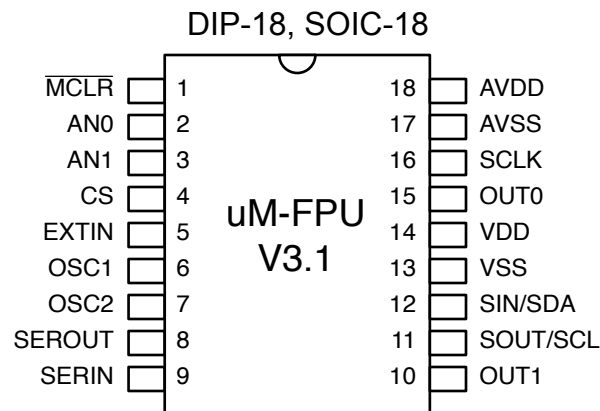 DIP-18, SOIC-18
MCLR 1 18 AVDD
AN0 2 17 AVSS
AN1 3 16 SCLK
CS 4 15 OUT0
EXTIN 5 14 VDD
OSC1 6 13 VSS
OSC2 7 12 SIN/SDA
SEROUT 8 11 SOUT/SCL
SERIN 9 10 OUT1
uM-FPU
V3.1